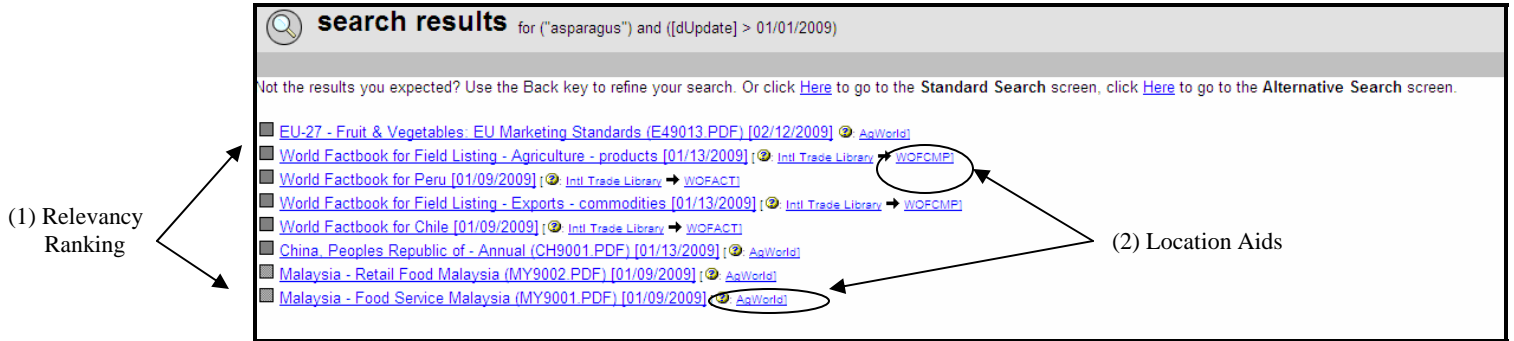 search results for ("asparagus") and ([dUpdate] > 01/01/2009)
Not the results you expected? Use the Back key to refine your search. Or click Here to go to the Standard Search screen, click Here to go to the Alternative Search screen.
EU-27 - Fruit & Vegetables: EU Marketing Standards (E49013.PDF) [02/12/2009] ?: AgWorld]
World Factbook for Field Listing - Agriculture - products [01/13/2009] [?: Intl Trade Library → WOFCMP]
World Factbook for Peru [01/09/2009] [?: Intl Trade Library → WOFACT]
World Factbook for Field Listing - Exports - commodities [01/13/2009] [?: Intl Trade Library → WOFCMP]
World Factbook for Chile [01/09/2009] [?: Intl Trade Library → WOFACT]
China, Peoples Republic of - Annual (CH9001.PDF) [01/13/2009] [?: AgWorld]
Malaysia - Retail Food Malaysia (MY9002.PDF) [01/09/2009] [?: AgWorld]
Malaysia - Food Service Malaysia (MY9001.PDF) [01/09/2009] ?: AgWorld]
(1) Relevancy
Ranking
(2) Location Aids